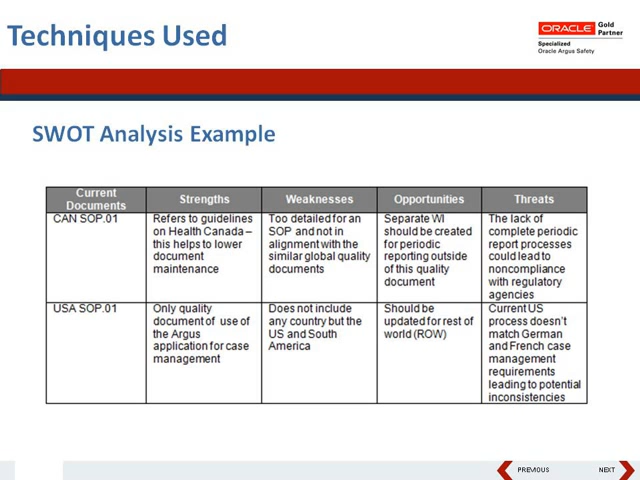 Techniques Used
ORACLE Gold
Partner
Specialized
Oracle Argus Safety
SWOT Analysis Example
Current
Documents
Strengths
Weaknesses
Opportunities
Threats
CAN SOP.01
Refers to guidelines
on Health Canada –
this helps to lower
document
maintenance
Too detailed for an
SOP and not in
alignment with the
similar global quality
documents
Separate WI
should be created
for periodic
reporting outside
of this quality
document
The lack of
complete periodic
report processes
could lead to
noncompliance
with regulatory
agencies
USA SOP.01
Only quality
document of use of
the Argus
application for case
management
Does not include
any country but the
US and South
America
Should be
updated for rest of
world (ROW)
Current US
process doesn't
match German
and French case
management
requirements
leading to potential
inconsistencies
PREVIOUS
NEXT